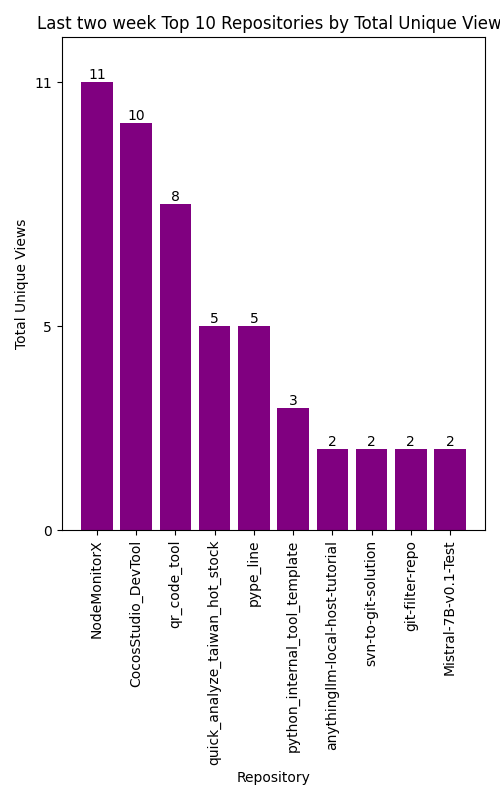 Last two week Top 10 Repositories by Total Unique View
11
10
8
5
5
3
2
2
2
2
11
5
0
Total Unique Views
NodeMonitorX
CocosStudio_DevTool
qr_code_tool
quick_analyze_taiwan_hot_stock
pype_line
python_internal_tool_template
anythingllm-local-host-tutorial
svn-to-git-solution
git-filter-repo
Mistral-7B-v0.1-Test
Repository